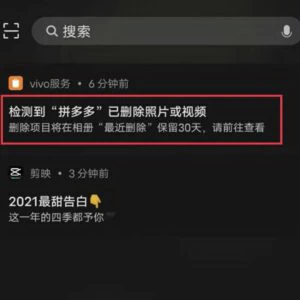 搜索
vivo服务 · 6分钟前
检测到“拼多多”已删除照片或视频
删除项目将在相册“最近删除”保留30天，请前往查看
剪映 · 3分钟前
2021最甜告白👇
这一年的四季都予你